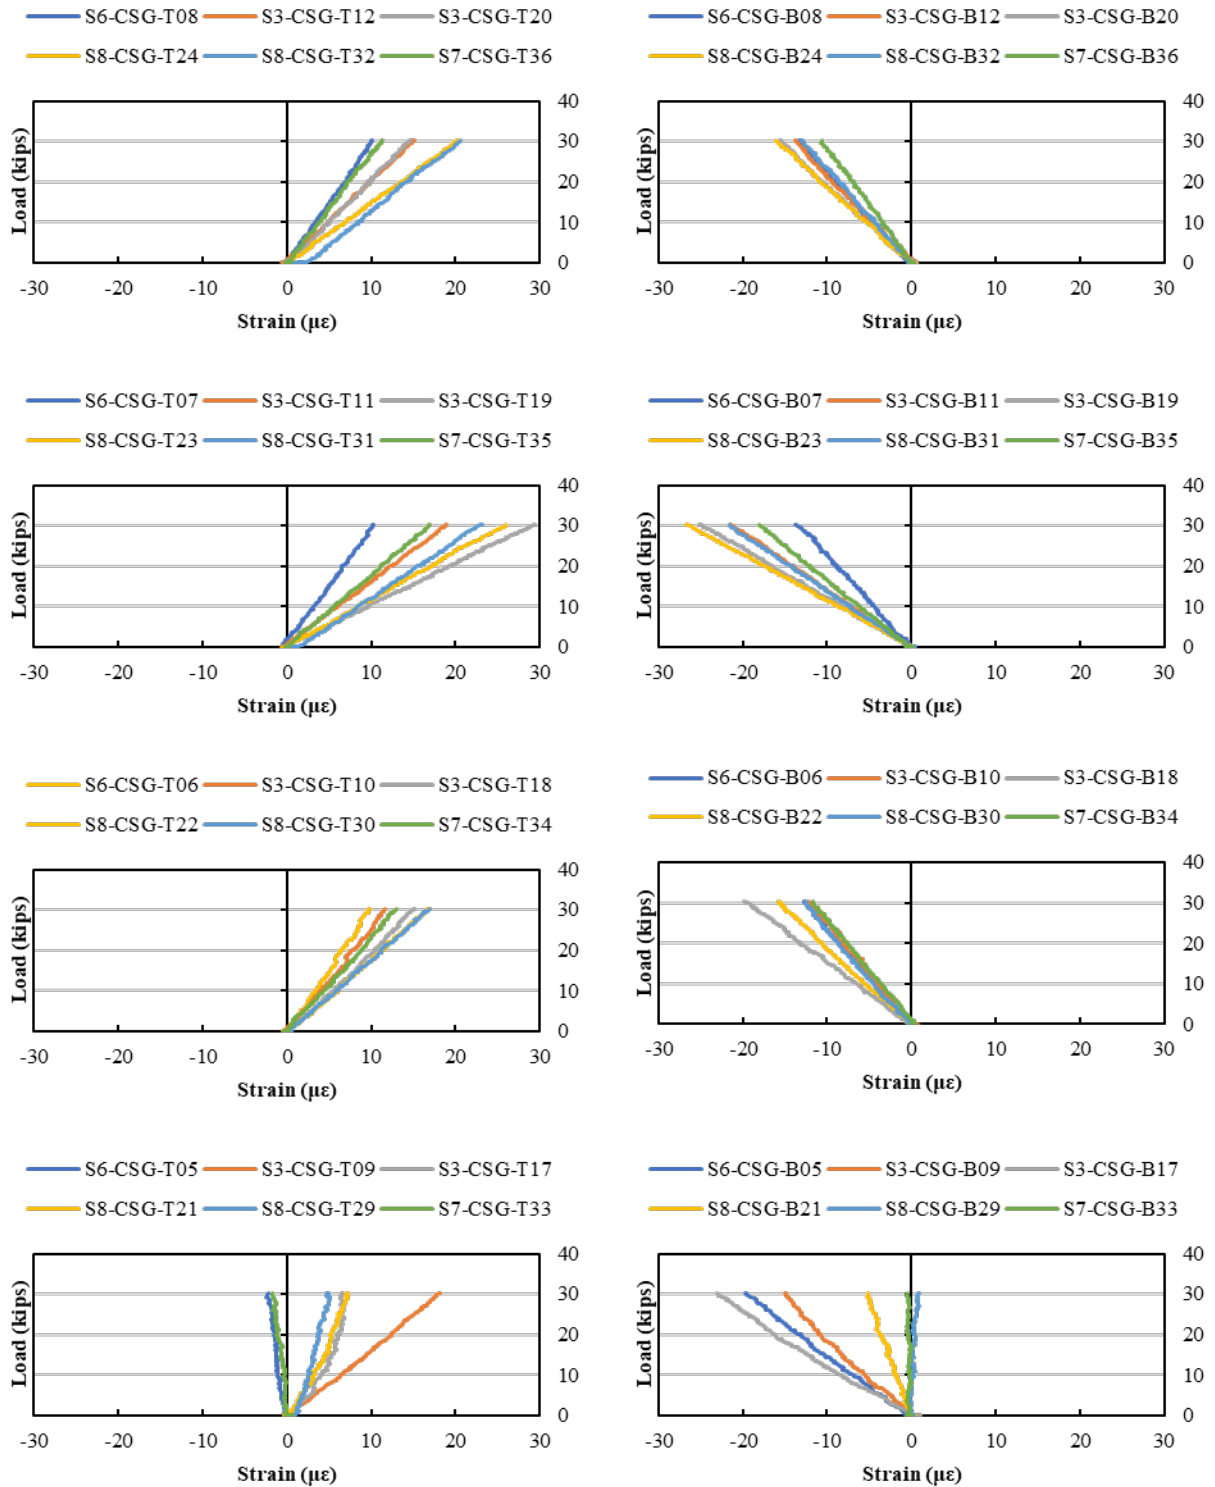 S6-CSG-T08 S3-CSG-T12 S3-CSG-T20
S8-CSG-T24 S8-CSG-T32 S7-CSG-T36
Load (kips)
40
30
20
10
0
-30 -20 -10 0 10 20 30
Strain (με)
S6-CSG-B08 S3-CSG-B12 S3-CSG-B20
S8-CSG-B24 S8-CSG-B32 S7-CSG-B36
Load (kips)
40
30
20
10
0
-30 -20 -10 0 10 20 30
Strain (με)
S6-CSG-T07 S3-CSG-T11 S3-CSG-T19
S8-CSG-T23 S8-CSG-T31 S7-CSG-T35
Load (kips)
40
30
20
10
0
-30 -20 -10 0 10 20 30
Strain (με)
S6-CSG-B07 S3-CSG-B11 S3-CSG-B19
S8-CSG-B23 S8-CSG-B31 S7-CSG-B35
Load (kips)
40
30
20
10
0
-30 -20 -10 0 10 20 30
Strain (με)
S6-CSG-T06 S3-CSG-T10 S3-CSG-T18
S8-CSG-T22 S8-CSG-T30 S7-CSG-T34
Load (kips)
40
30
20
10
0
-30 -20 -10 0 10 20 30
Strain (με)
S6-CSG-B06 S3-CSG-B10 S3-CSG-B18
S8-CSG-B22 S8-CSG-B30 S7-CSG-B34
Load (kips)
40
30
20
10
0
-30 -20 -10 0 10 20 30
Strain (με)
S6-CSG-T05 S3-CSG-T09 S3-CSG-T17
S8-CSG-T21 S8-CSG-T29 S7-CSG-T33
Load (kips)
40
30
20
10
0
-30 -20 -10 0 10 20 30
Strain (με)
S6-CSG-B05 S3-CSG-B09 S3-CSG-B17
S8-CSG-B21 S8-CSG-B29 S7-CSG-B33
Load (kips)
40
30
20
10
0
-30 -20 -10 0 10 20 30
Strain (με)